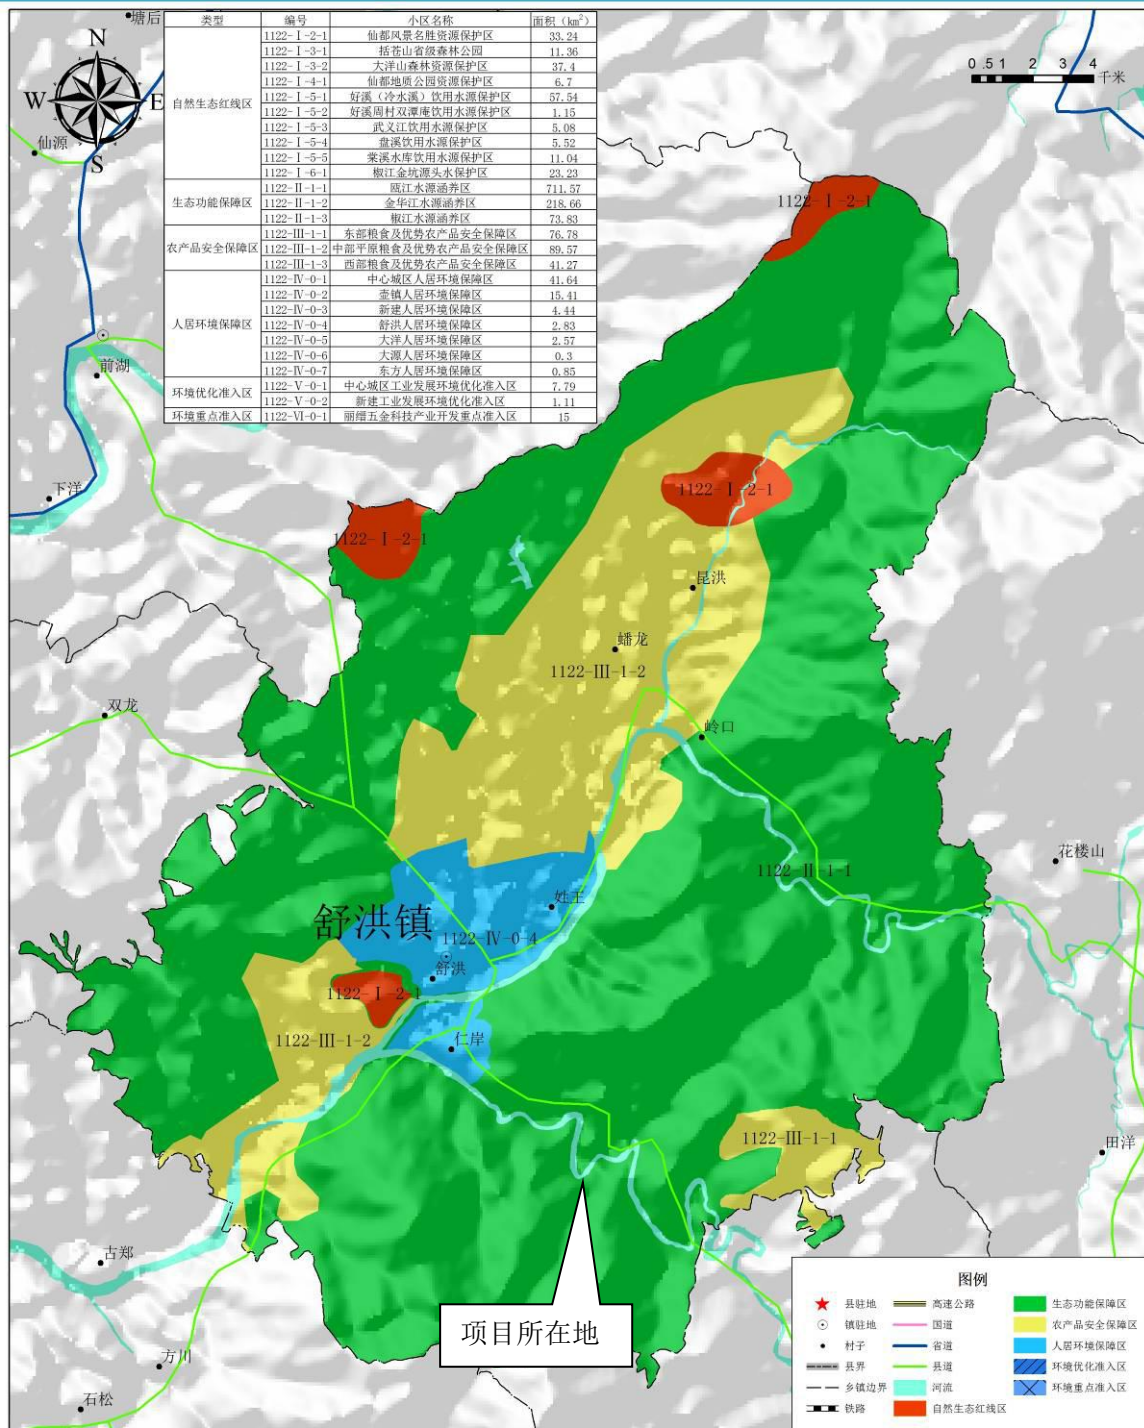 塘后
N
W
E
S
仙源
前湖
下洋
双龙
古郑
方川
石松
类型 编号 小区名称 面积（km²）
自然生态红线区
1122-Ⅰ-2-1 仙都风景名胜资源保护区 33.24
1122-Ⅰ-3-1 括苍山省级森林公园 11.36
1122-Ⅰ-3-2 大洋山森林资源保护区 37.4
1122-Ⅰ-4-1 仙都地质公园资源保护区 6.7
1122-Ⅰ-5-1 好溪（冷水溪）饮用水源保护区 57.54
1122-Ⅰ-5-2 好溪周村双潭庵饮用水源保护区 1.15
1122-Ⅰ-5-3 武义江饮用水源保护区 5.08
1122-Ⅰ-5-4 盘溪饮用水源保护区 5.52
1122-Ⅰ-5-5 棠溪水库饮用水源保护区 11.04
1122-Ⅰ-6-1 椒江金坑源头水保护区 23.23
生态功能保障区
1122-Ⅱ-1-1 瓯江水源涵养区 711.57
1122-Ⅱ-1-2 金华江水源涵养区 218.66
1122-Ⅱ-1-3 椒江水源涵养区 73.83
农产品安全保障区
1122-Ⅲ-1-1 东部粮食及优势农产品安全保障区 76.78
1122-Ⅲ-1-2 中部平原粮食及优势农产品安全保障区 89.57
1122-Ⅲ-1-3 西部粮食及优势农产品安全保障区 41.27
人居环境保障区
1122-Ⅳ-0-1 中心城区人居环境保障区 41.64
1122-Ⅳ-0-2 壶镇人居环境保障区 15.41
1122-Ⅳ-0-3 新建人居环境保障区 4.44
1122-Ⅳ-0-4 舒洪人居环境保障区 2.83
1122-Ⅳ-0-5 大洋人居环境保障区 2.57
1122-Ⅳ-0-6 大源人居环境保障区 0.3
1122-Ⅳ-0-7 东方人居环境保障区 0.85
环境优化准入区
1122-Ⅴ-0-1 中心城区工业发展环境优化准入区 7.79
1122-Ⅴ-0-2 新建工业发展环境优化准入区 1.11
环境重点准入区
1122-Ⅵ-0-1 丽缙五金科技产业开发重点准入区 15
0 .5 1 2 3 4
千米
1122-Ⅰ-2-1
1122-Ⅰ-2-1
1122-Ⅰ-2-1
昆洪
蟠龙
1122-Ⅲ-1-2
岭口
花楼山
1122-Ⅱ-1-1
姓王
舒洪镇
1122-Ⅳ-0-4
舒洪
1122-Ⅰ-2-1
1122-Ⅲ-1-2
仁岸
1122-Ⅲ-1-1
田洋
项目所在地
图例
县驻地 高速公路 生态功能保障区
镇驻地 国道 农产品安全保障区
村子 省道 人居环境保障区
县界 县道 环境优化准入区
乡镇边界 河流 环境重点准入区
铁路 自然生态红线区